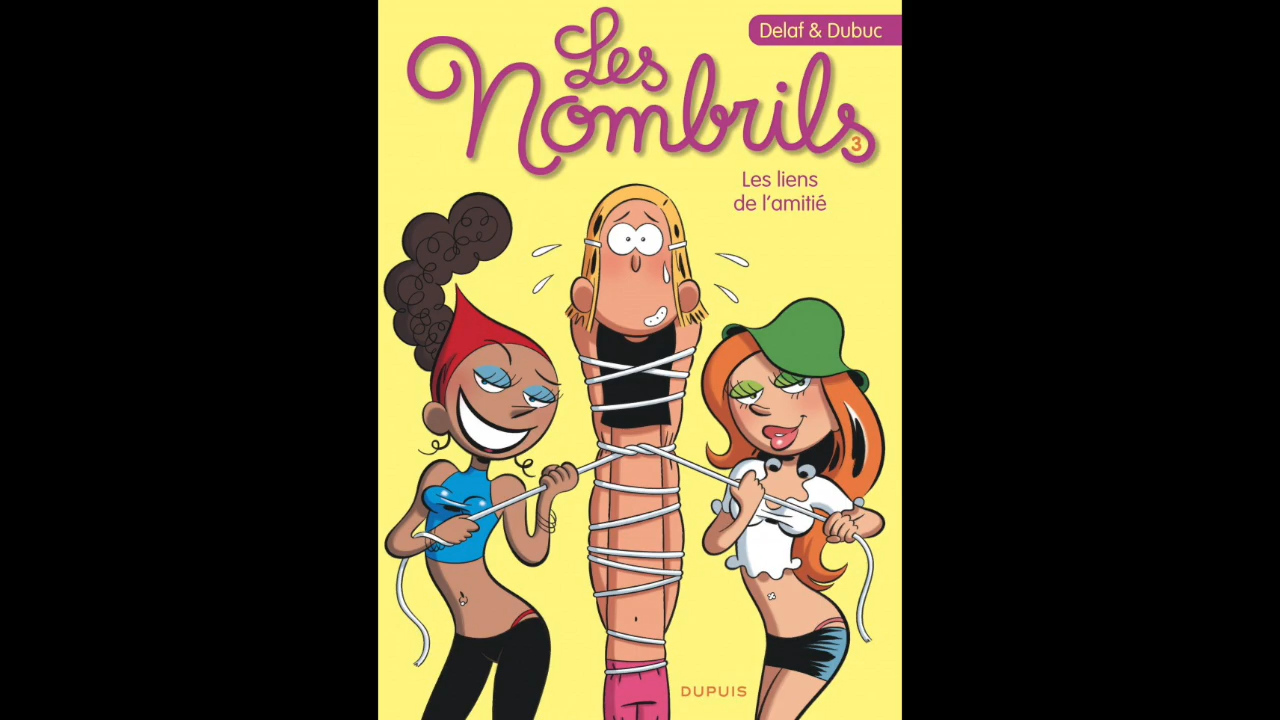 Delaf & Dubuc
Les
Nombrils
3
Les liens
de l'amitié
DUPUIS